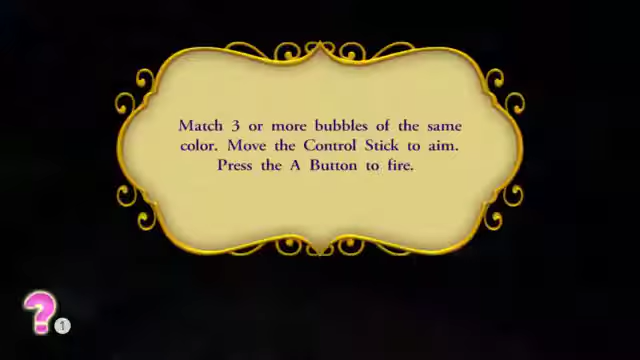 Match 3 or more bubbles of the same
color. Move the Control Stick to aim.
Press the A Button to fire.
?
1